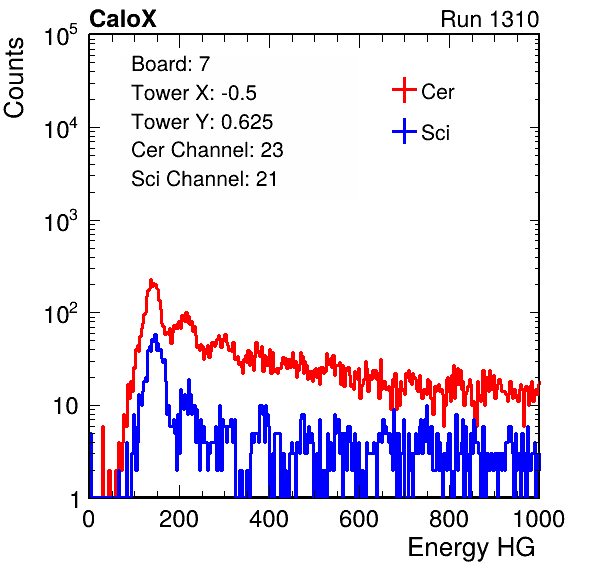 CaloX Run 1310
Counts
10^5
10^4
10^3
10^2
10
1
Board: 7
Tower X: -0.5
Tower Y: 0.625
Cer Channel: 23
Sci Channel: 21
Cer
Sci
0 200 400 600 800 1000
Energy HG